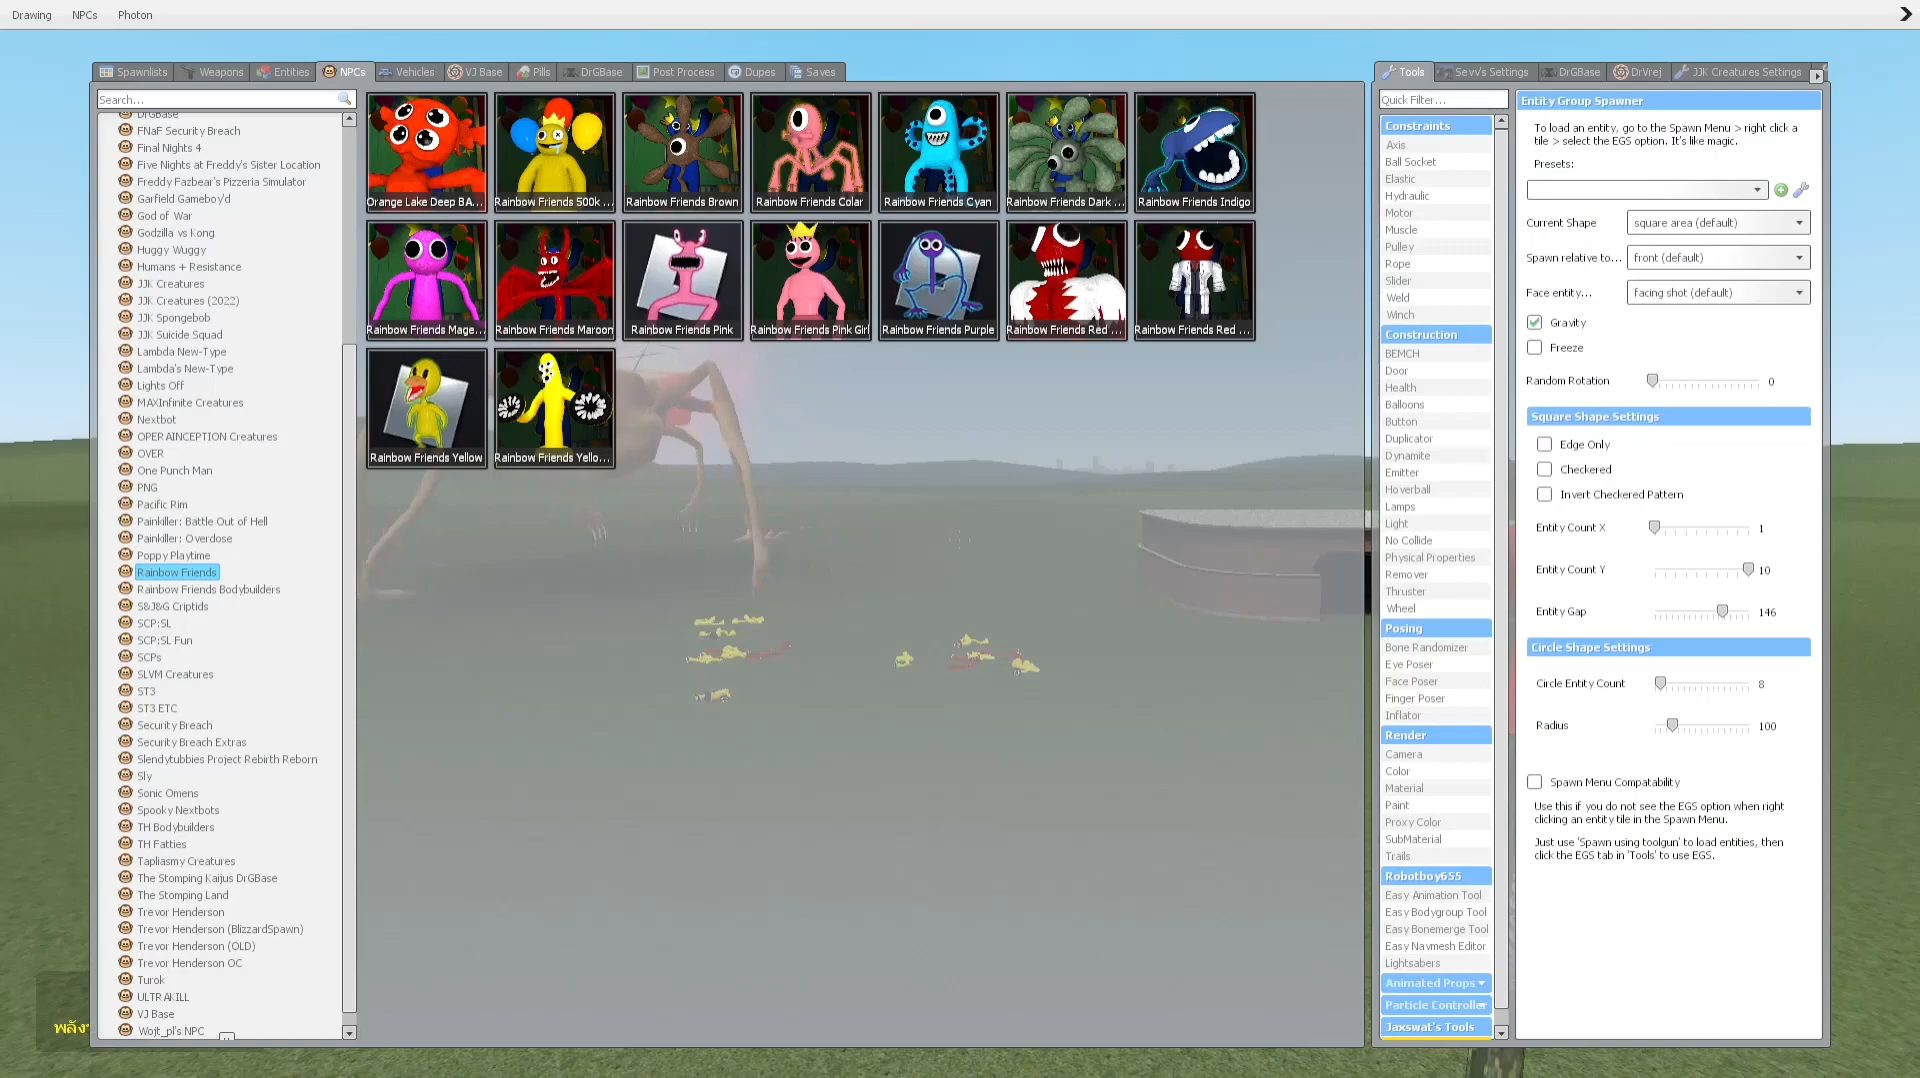 Drawing NPCs Photon
Spawnlists Weapons Entities NPCs Vehicles VJ Base Pills DrGBase Post Process Dupes Saves
Search...
DrGBase
FNaF Security Breach
Final Nights 4
Five Nights at Freddy's Sister Location
Freddy Fazbear's Pizzeria Simulator
Garfield Gameboy'd
God of War
Godzilla vs Kong
Huggy Wuggy
Humans + Resistance
JJK Creatures
JJK Creatures (2022)
JJK Spongebob
JJK Suicide Squad
Lambda New-Type
Lambda's New-Type
Lights Off
MAXInfinite Creatures
Nextbot
OPERAINCEPTION Creatures
OVER
One Punch Man
PNG
Pacific Rim
Painkiller: Battle Out of Hell
Painkiller: Overdose
Poppy Playtime
Rainbow Friends
Rainbow Friends Bodybuilders
S&J&G Criptids
SCP:SL
SCP:SL Fun
SCPs
SLVM Creatures
ST3
ST3 ETC
Security Breach
Security Breach Extras
Slendytubbies Project Rebirth Reborn
Sly
Sonic Omens
Spooky Nextbots
TH Bodybuilders
TH Fatties
Tapliasmy Creatures
The Stomping Kaijus DrGBase
The Stomping Land
Trevor Henderson
Trevor Henderson (BlizzardSpawn)
Trevor Henderson (OLD)
Trevor Henderson OC
Turok
ULTRAKILL
VJ Base
Wojt_pl's NPC
Orange Lake Deep BA... Rainbow Friends 500k ... Rainbow Friends Brown Rainbow Friends Colar Rainbow Friends Cyan Rainbow Friends Dark ... Rainbow Friends Indigo
Rainbow Friends Mage... Rainbow Friends Maroon Rainbow Friends Pink Rainbow Friends Pink Girl Rainbow Friends Purple Rainbow Friends Red ... Rainbow Friends Red ...
Rainbow Friends Yellow Rainbow Friends Yello...
Tools Sevv's Settings DrGBase DrVrej JJK Creatures Settings
Quick Filter...
Constraints
Axis
Ball Socket
Elastic
Hydraulic
Motor
Muscle
Pulley
Rope
Slider
Weld
Winch
Construction
BEMCH
Door
Health
Balloons
Button
Duplicator
Dynamite
Emitter
Hoverball
Lamps
Light
No Collide
Physical Properties
Remover
Thruster
Wheel
Posing
Bone Randomizer
Eye Poser
Face Poser
Finger Poser
Inflator
Render
Camera
Color
Material
Paint
Proxy Color
SubMaterial
Trails
Robotboy655
Easy Animation Tool
Easy Bodygroup Tool
Easy Bonemerge Tool
Easy Navmesh Editor
Lightsabers
Animated Props
Particle Controller
Jaxswat's Tools
Entity Group Spawner
To load an entity, go to the Spawn Menu > right click a
tile > select the EGS option. It's like magic.
Presets:
Current Shape square area (default)
Spawn relative to... front (default)
Face entity... facing shot (default)
Gravity
Freeze
Random Rotation 0
Square Shape Settings
Edge Only
Checkered
Invert Checkered Pattern
Entity Count X 1
Entity Count Y 10
Entity Gap 146
Circle Shape Settings
Circle Entity Count 8
Radius 100
Spawn Menu Compatability
Use this if you do not see the EGS option when right
clicking an entity tile in the Spawn Menu.
Just use 'Spawn using toolgun' to load entities, then
click the EGS tab in 'Tools' to use EGS.